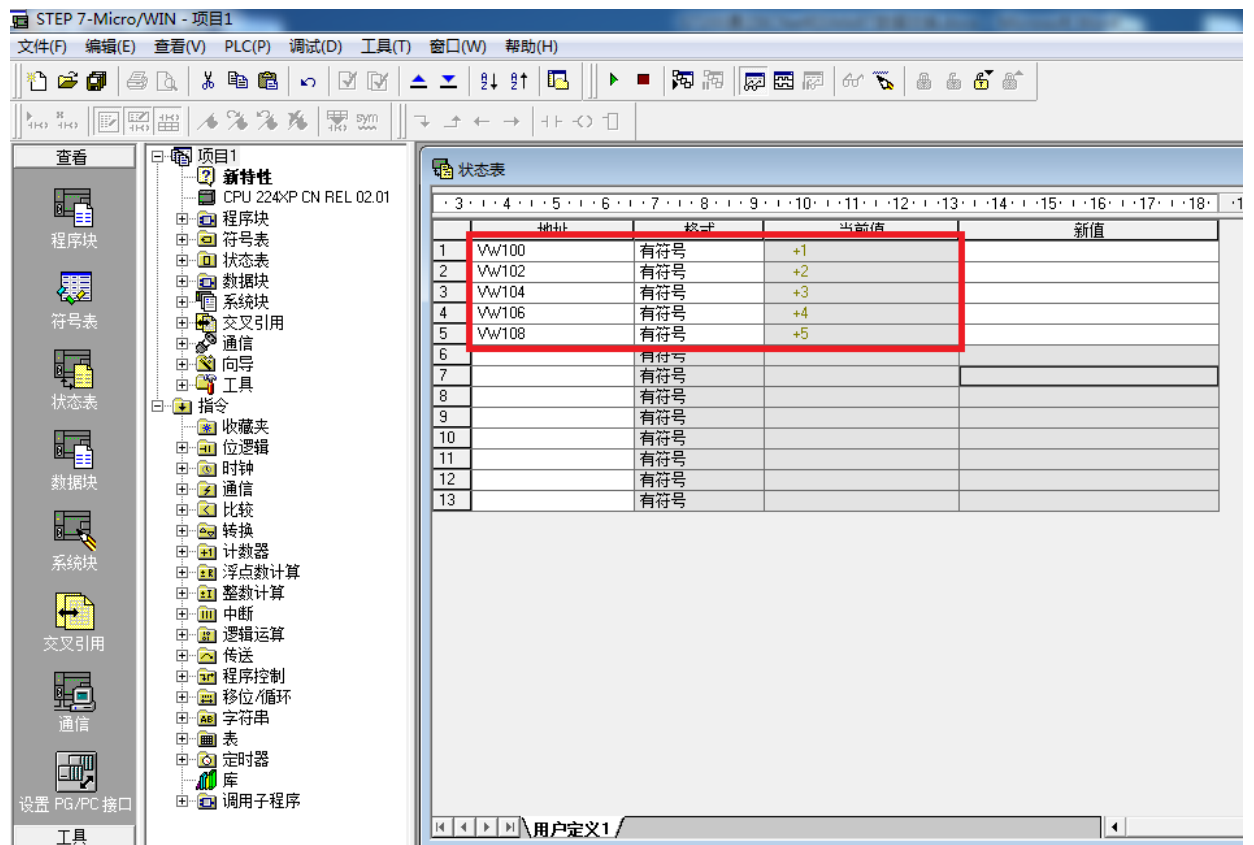 STEP 7-Micro/WIN - 项目1
文件(F) 编辑(E) 查看(V) PLC(P) 调试(D) 工具(T) 窗口(W) 帮助(H)
sym
查看
程序块
符号表
状态表
数据块
系统块
交叉引用
通信
设置 PG/PC 接口
工具
项目1
新特性
CPU 224XP CN REL 02.01
程序块
符号表
状态表
数据块
系统块
交叉引用
通信
向导
工具
指令
收藏夹
位逻辑
时钟
通信
比较
转换
计数器
浮点数计算
整数计算
中断
逻辑运算
传送
程序控制
移位/循环
字符串
表
定时器
库
调用子程序
状态表
· 3 · ı · 4 · ı · 5 · ı · 6 · ı · 7 · ı · 8 · ı · 9 · ı · 10 · ı · 11 · ı · 12 · ı · 13 · ı · 14 · ı · 15 · ı · 16 · ı · 17 · ı · 18 ·
地址 格式 当前值 新值
1 VW100 有符号 +1
2 VW102 有符号 +2
3 VW104 有符号 +3
4 VW106 有符号 +4
5 VW108 有符号 +5
6 有符号
7 有符号
8 有符号
9 有符号
10 有符号
11 有符号
12 有符号
13 有符号
用户定义1